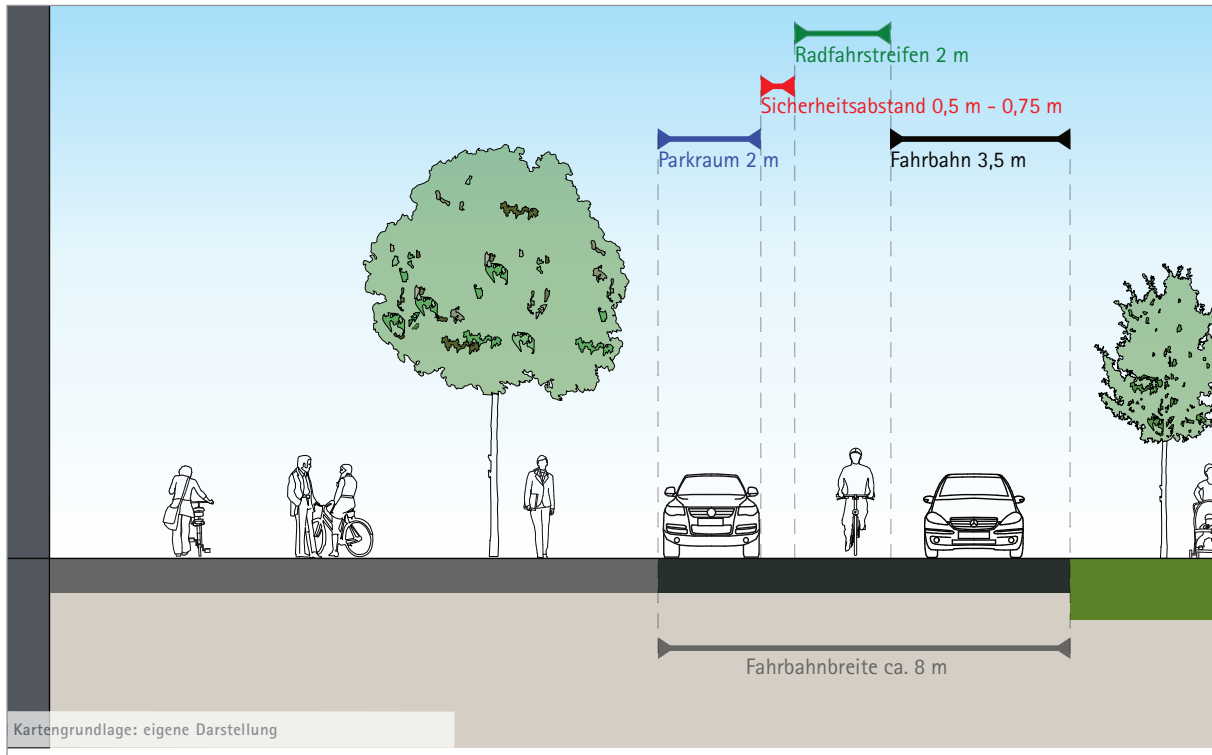 Radfahrstreifen 2 m
Sicherheitsabstand 0,5 m - 0,75 m
Parkraum 2 m
Fahrbahn 3,5 m
Fahrbahnbreite ca. 8 m
Kartengrundlage: eigene Darstellung